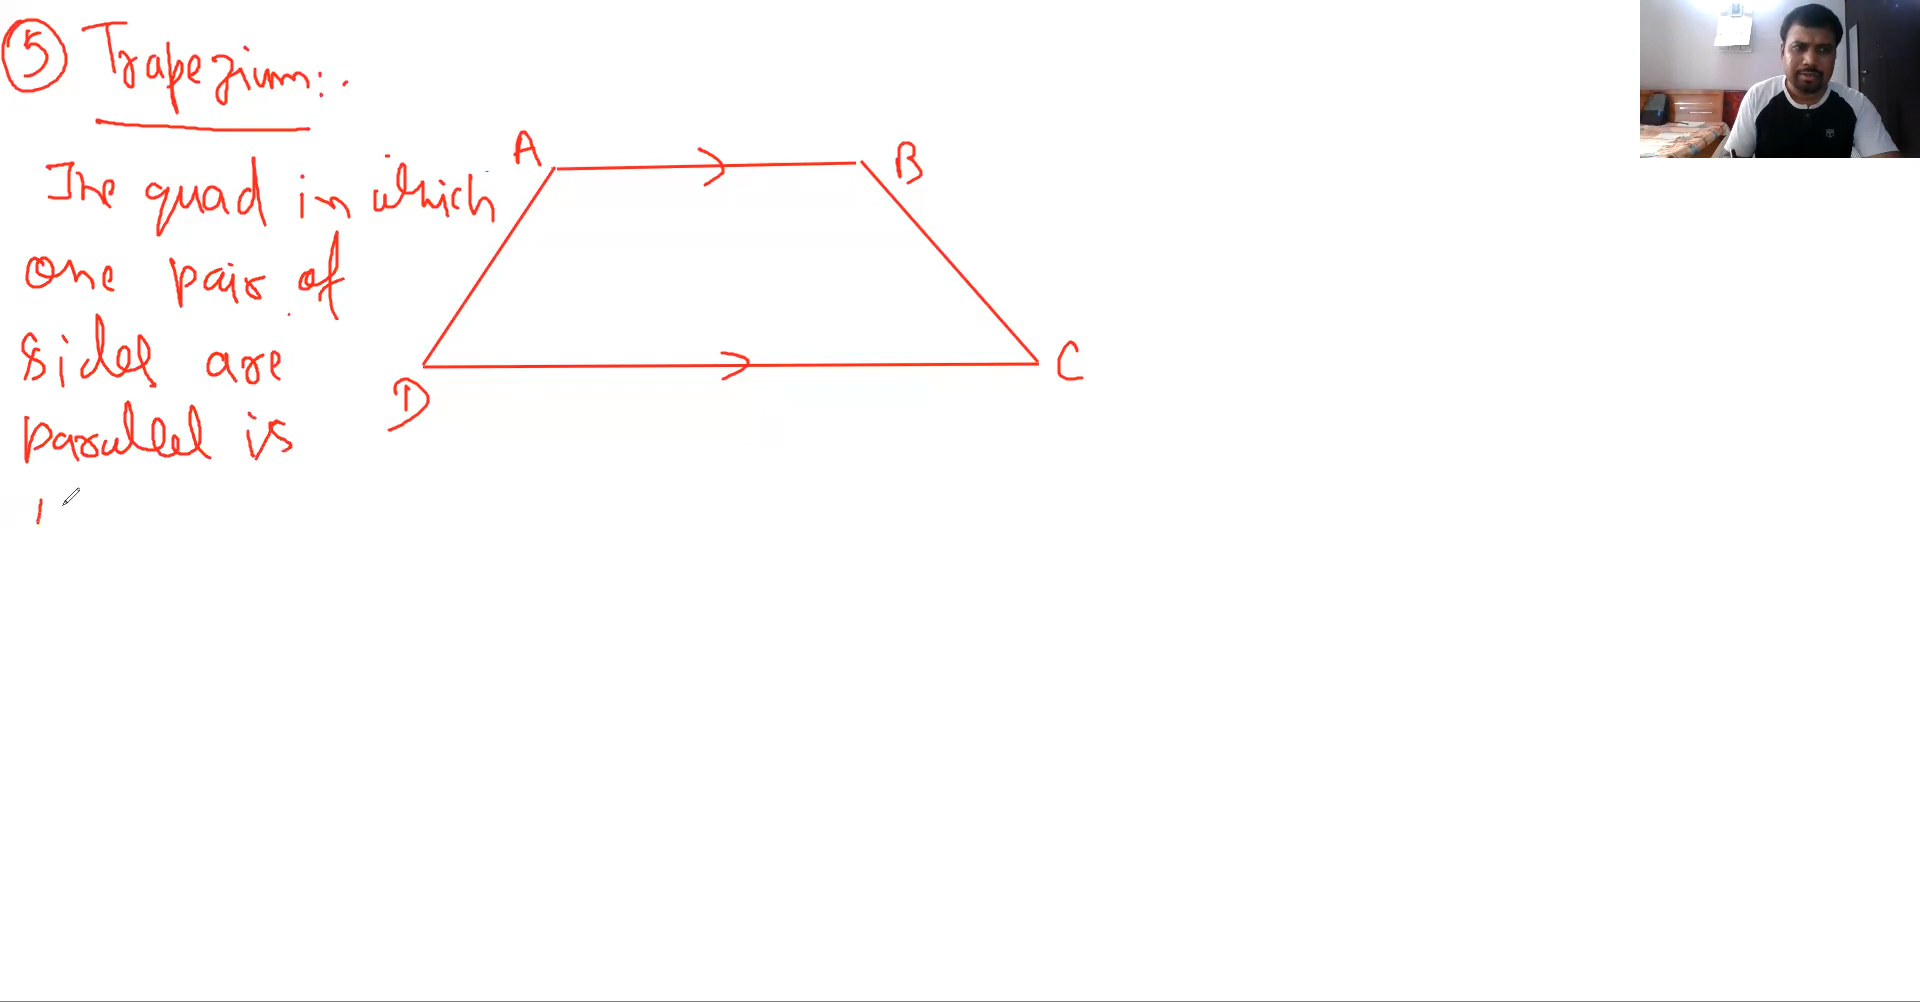 5 Trapezium:.
The quad in which
one pair of
sides are
parallel is
A
B
C
D